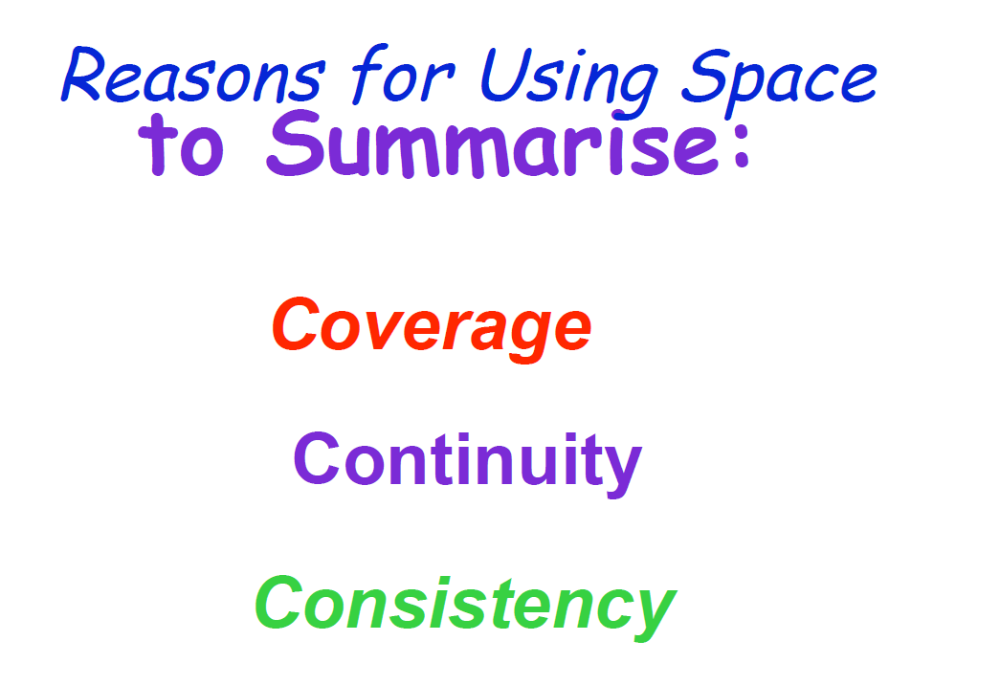 Reasons for Using Space
to Summarise:
Coverage
Continuity
Consistency